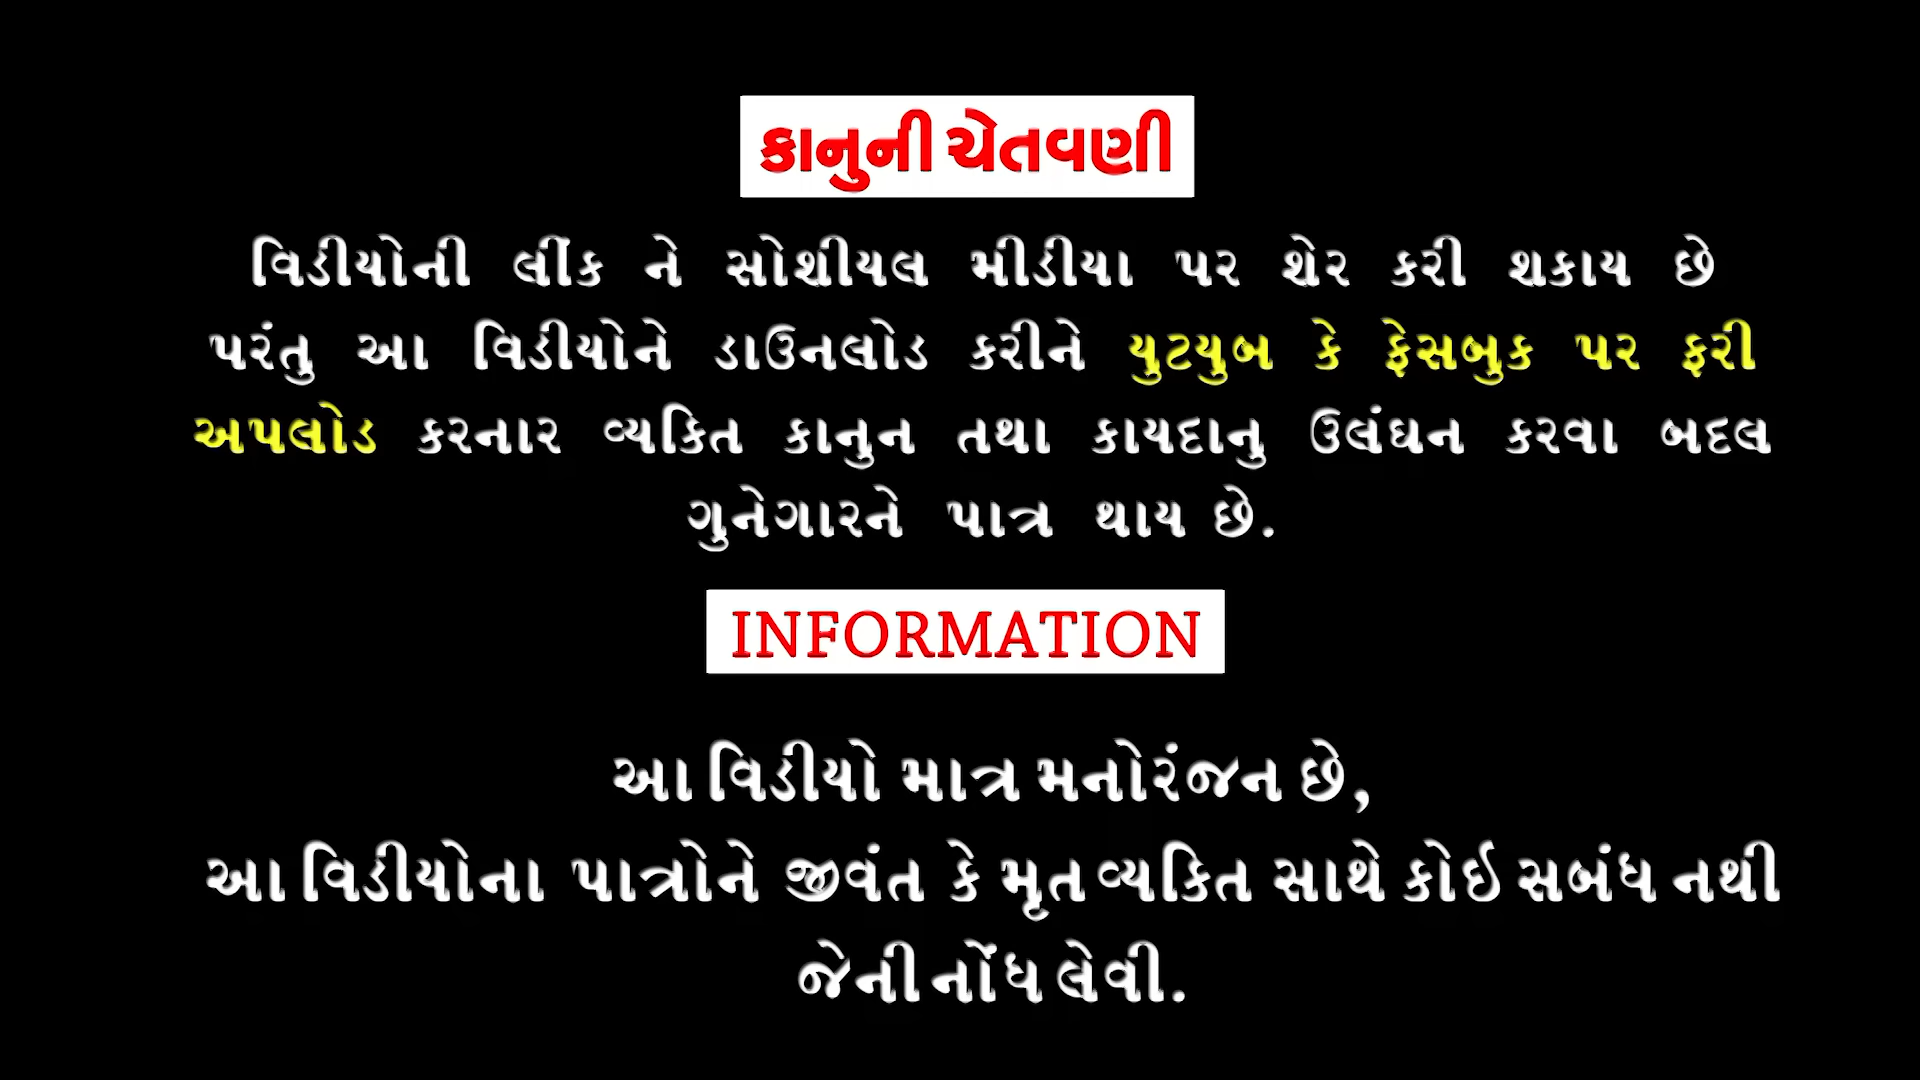 કાનુની ચેતવણી
વિડીયોની લીંક ને સોશીયલ મીડીયા પર શેર કરી શકાય છે
પરંતુ આ વિડીયોને ડાઉનલોડ કરીને યુટયુબ કે ફેસબુક પર ફરી
અપલોડ કરનાર વ્યકિત કાનુન તથા કાયદાનુ ઉલંઘન કરવા બદલ
ગુનેગારને પાત્ર થાય છે.
INFORMATION
આ વિડીયો માત્ર મનોરંજન છે,
આ વિડીયોના પાત્રોને જીવંત કે મૃત વ્યકિત સાથે કોઇ સબંધ નથી
જેની નોંધ લેવી.